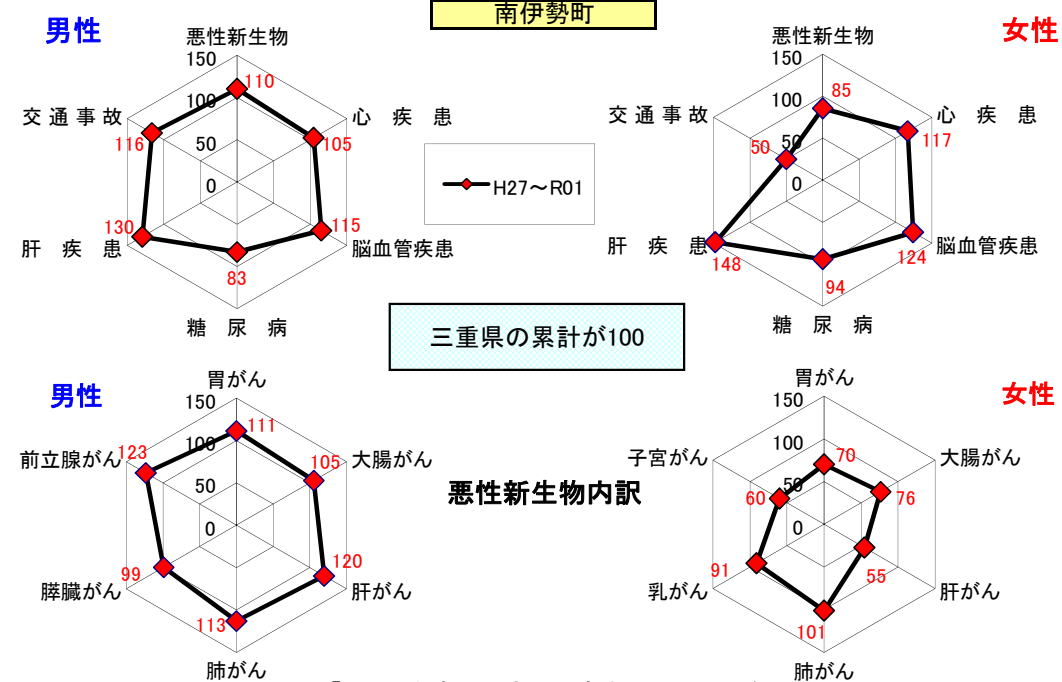 南伊勢町
男性
悪性新生物
150
100
50
0
110
心 疾 患
105
脳血管疾患
115
糖 尿 病
83
肝 疾 患
130
交 通 事 故
116
女性
悪性新生物
150
100
50
0
85
心 疾 患
117
脳血管疾患
124
糖 尿 病
94
肝 疾 患
148
交 通 事 故
50
H27～R01
三重県の累計が100
男性
胃がん
150
100
50
0
111
大腸がん
105
肝がん
120
肺がん
113
膵臓がん
99
前立腺がん
123
悪性新生物内訳
女性
胃がん
150
100
50
0
70
大腸がん
76
肝がん
55
肺がん
101
乳がん
91
子宮がん
60